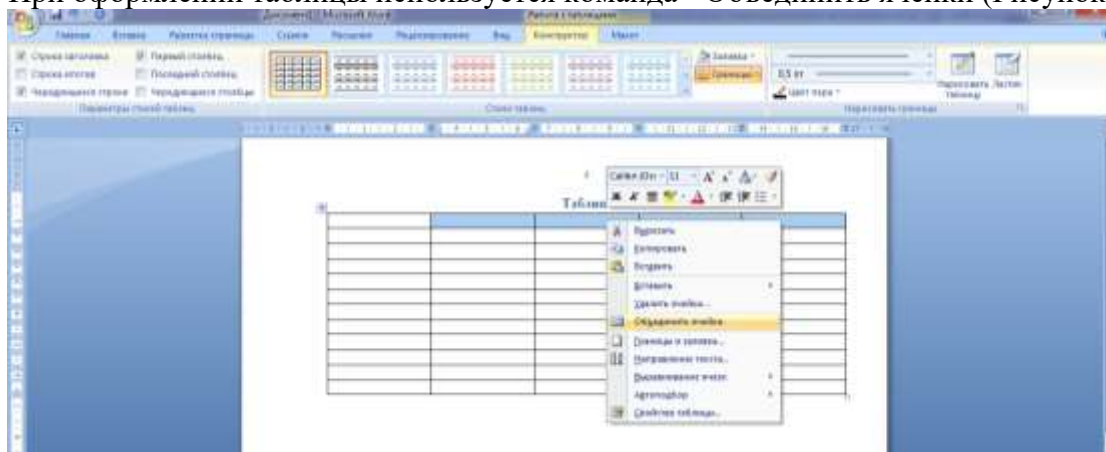 При оформлении таблицы используется команда - Объединить ячейки (Рисунок
Документ1 - Microsoft Word Работа с таблицами
Главная Вставка Разметка страницы Ссылки Рассылки Рецензирование Вид Конструктор Макет
Строка заголовка Первый столбец
Строка итогов Последний столбец
Чередующиеся строки Чередующиеся столбцы
Параметры стилей таблиц
Стили таблиц
Заливка
Границы
0,5 пт
Цвет пера
Нарисовать таблицу
Ластик
Нарисовать границы
11
Табли
Вырезать
Копировать
Вставить
Вставить
Удалить ячейки...
Объединить ячейки
Границы и заливка...
Направление текста...
Выравнивание ячеек
Автоподбор
Свойства таблицы...